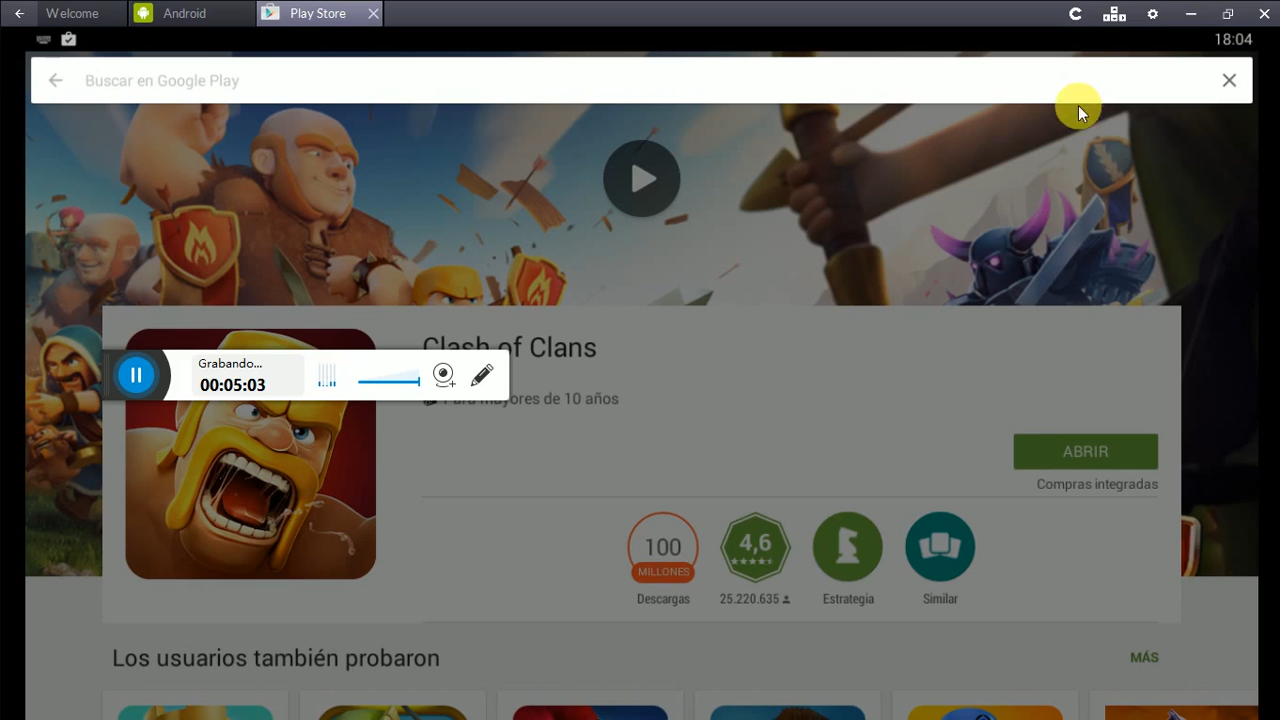 Welcome
Android
Play Store
18:04
Buscar en Google Play
Clash of Clans
Grabando...
00:05:03
Para mayores de 10 años
ABRIR
Compras integradas
100
MILLONES
Descargas
4,6
25.220.635
Estrategia
Similar
Los usuarios también probaron
MÁS